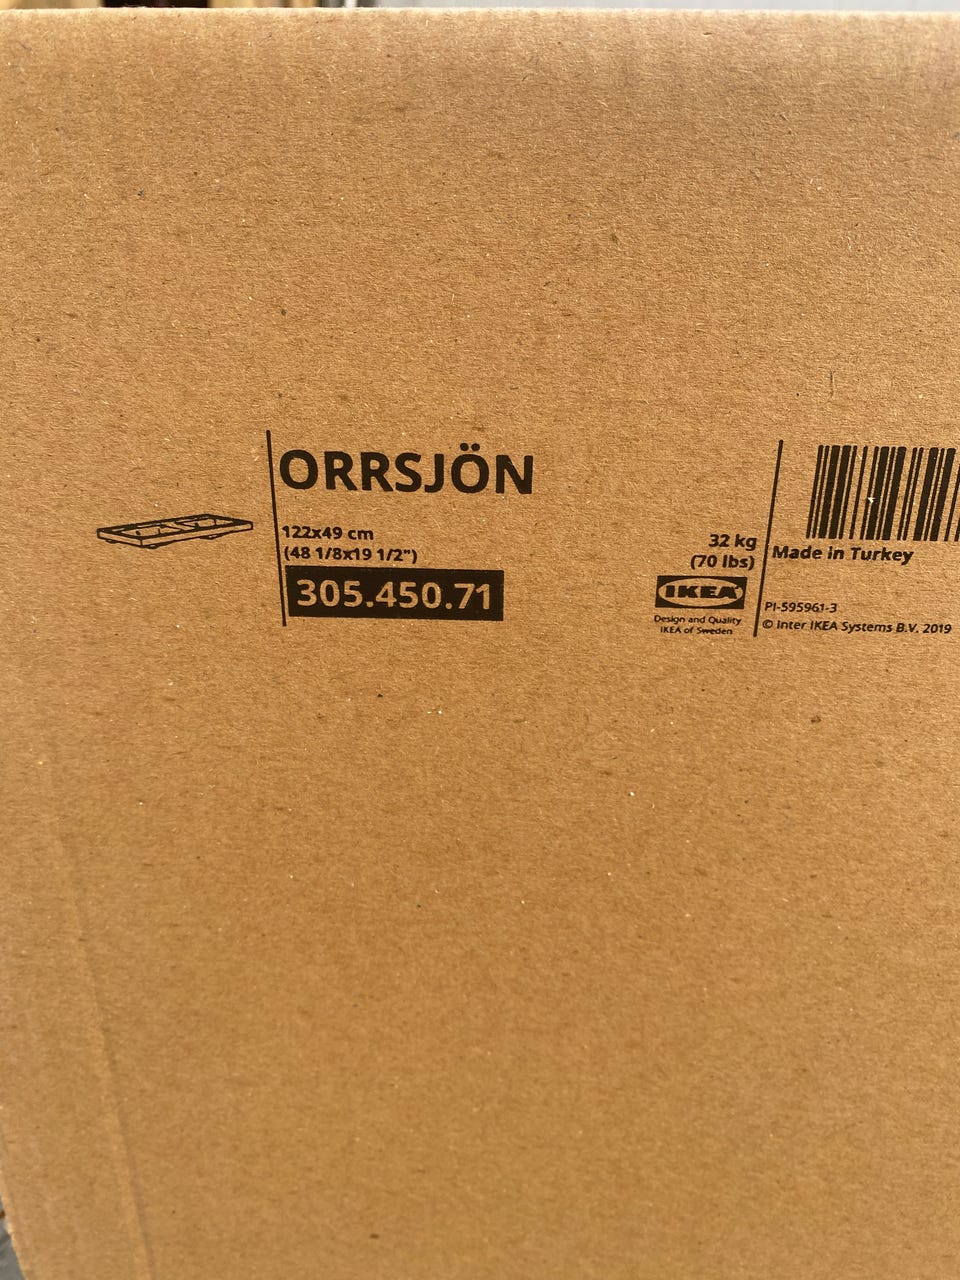 ORRSJÖN
122x49 cm
(48 1/8x19 1/2")
305.450.71
32 kg
(70 lbs)
IKEA
Design and Quality
IKEA of Sweden
Made in Turkey
PI-595961-3
© Inter IKEA Systems B.V. 2019